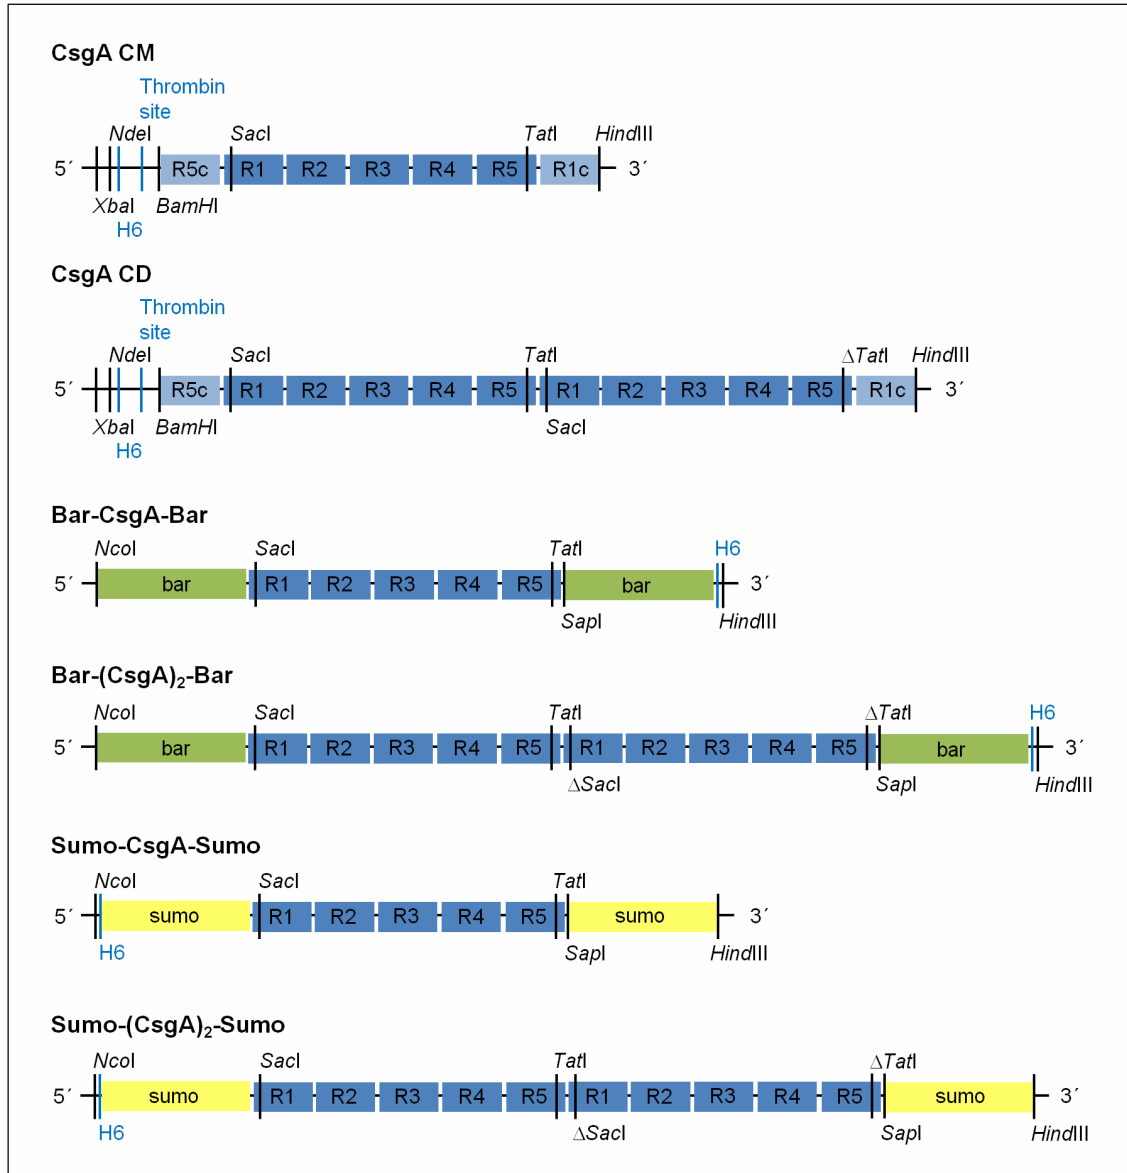 CsgA CM
Thrombin
site
NdeI SacI TatI HindIII
5´ R5c R1 R2 R3 R4 R5 R1c 3´
XbaI BamHI
H6
CsgA CD
Thrombin
site
NdeI SacI TatI ΔTatI HindIII
5´ R5c R1 R2 R3 R4 R5 R1 R2 R3 R4 R5 R1c 3´
XbaI BamHI SacI
H6
Bar-CsgA-Bar
NcoI SacI TatI H6
5´ bar R1 R2 R3 R4 R5 bar 3´
SapI HindIII
Bar-(CsgA)₂-Bar
NcoI SacI TatI ΔTatI H6
5´ bar R1 R2 R3 R4 R5 R1 R2 R3 R4 R5 bar 3´
ΔSacI SapI HindIII
Sumo-CsgA-Sumo
NcoI SacI TatI
5´ sumo R1 R2 R3 R4 R5 sumo 3´
H6 SapI HindIII
Sumo-(CsgA)₂-Sumo
NcoI SacI TatI ΔTatI
5´ sumo R1 R2 R3 R4 R5 R1 R2 R3 R4 R5 sumo 3´
H6 ΔSacI SapI HindIII